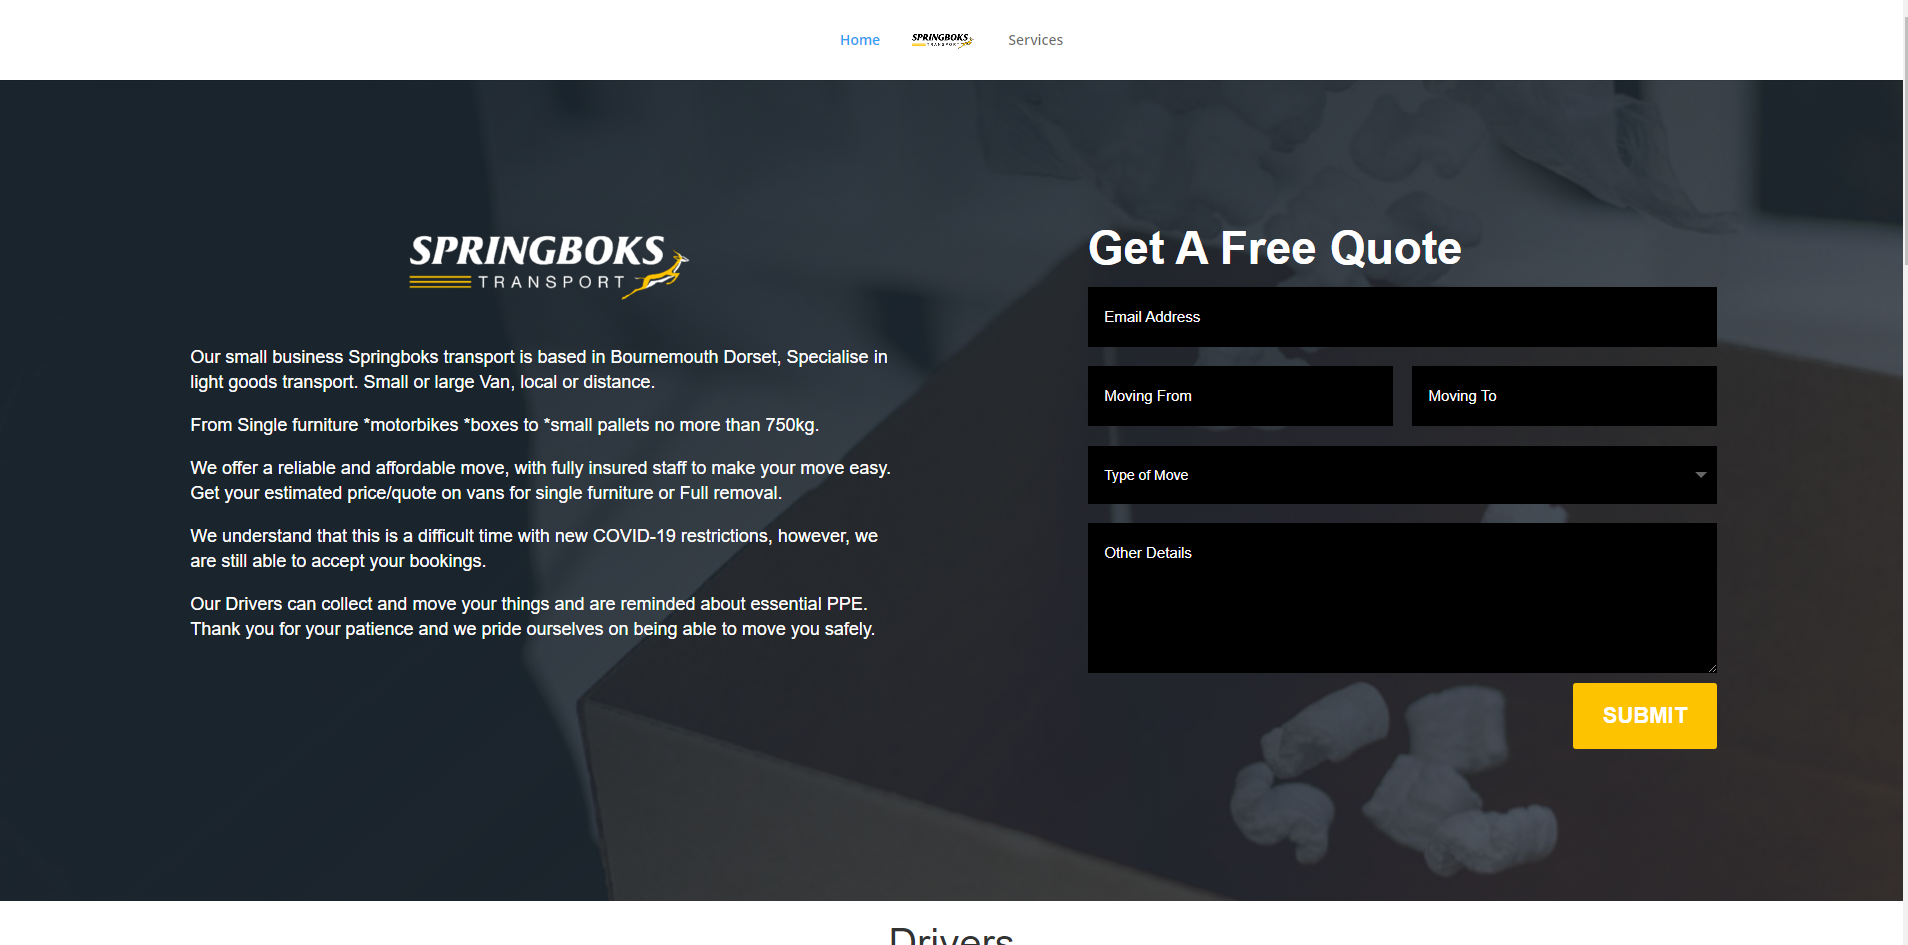 Home
SPRINGBOKS
TRANSPORT
Services
SPRINGBOKS
TRANSPORT
Our small business Springboks transport is based in Bournemouth Dorset, Specialise in
light goods transport. Small or large Van, local or distance.
From Single furniture *motorbikes *boxes to *small pallets no more than 750kg.
We offer a reliable and affordable move, with fully insured staff to make your move easy.
Get your estimated price/quote on vans for single furniture or Full removal.
We understand that this is a difficult time with new COVID-19 restrictions, however, we
are still able to accept your bookings.
Our Drivers can collect and move your things and are reminded about essential PPE.
Thank you for your patience and we pride ourselves on being able to move you safely.
Get A Free Quote
Email Address
Moving From
Moving To
Type of Move
Other Details
SUBMIT
Drivers